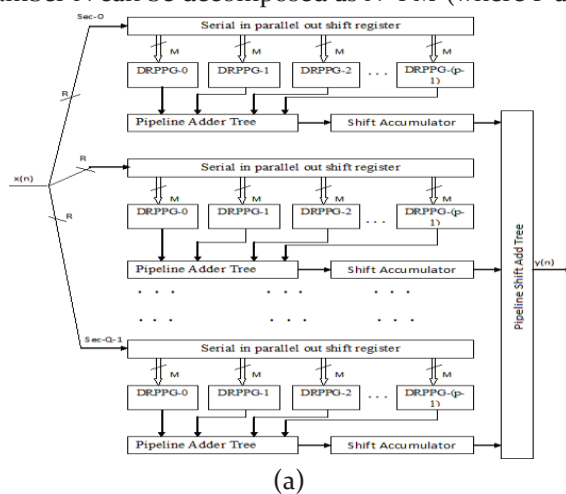 Sec-0
Serial in parallel out shift register
R
M M M M
DRPPG-0 DRPPG-1 DRPPG-2 . . . DRPPG-(p-1)
Pipeline Adder Tree Shift Accumulator
R
Serial in parallel out shift register
x(n)
M M M M
R
DRPPG-0 DRPPG-1 DRPPG-2 . . . DRPPG-(p-1)
Pipeline Adder Tree Shift Accumulator
Pipeline Shift Add Tree
y(n)
. . . . . . . . .
. . . . . . . . .
Sec-Q-1
Serial in parallel out shift register
M M M M
DRPPG-0 DRPPG-1 DRPPG-2 . . . DRPPG-(p-1)
Pipeline Adder Tree Shift Accumulator
(a)